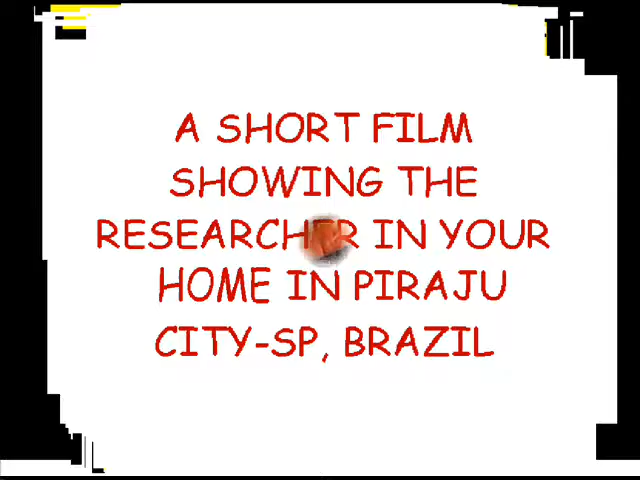 A SHORT FILM
SHOWING THE
RESEARCHER IN YOUR
HOME IN PIRAJU
CITY-SP, BRAZIL